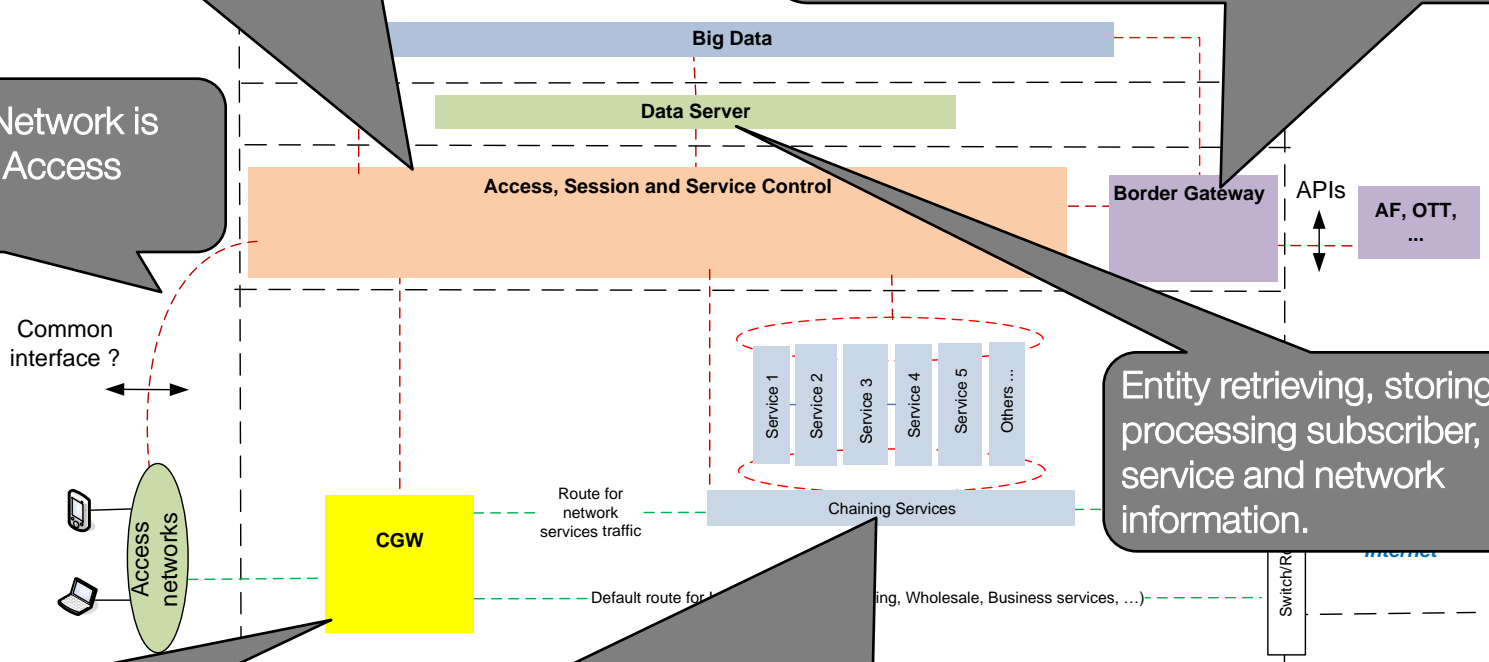 Big Data
Data Server
Network is
Access
Access, Session and Service Control
Border Gateway
APIs
AF, OTT,
...
Common
interface ?
Service 1
Service 2
Service 3
Service 4
Service 5
Others ...
Entity retrieving, storing
processing subscriber,
service and network
information.
Route for
network
services traffic
Chaining Services
CGW
Access
networks
Internet
Default route for
ing, Wholesale, Business services, …)